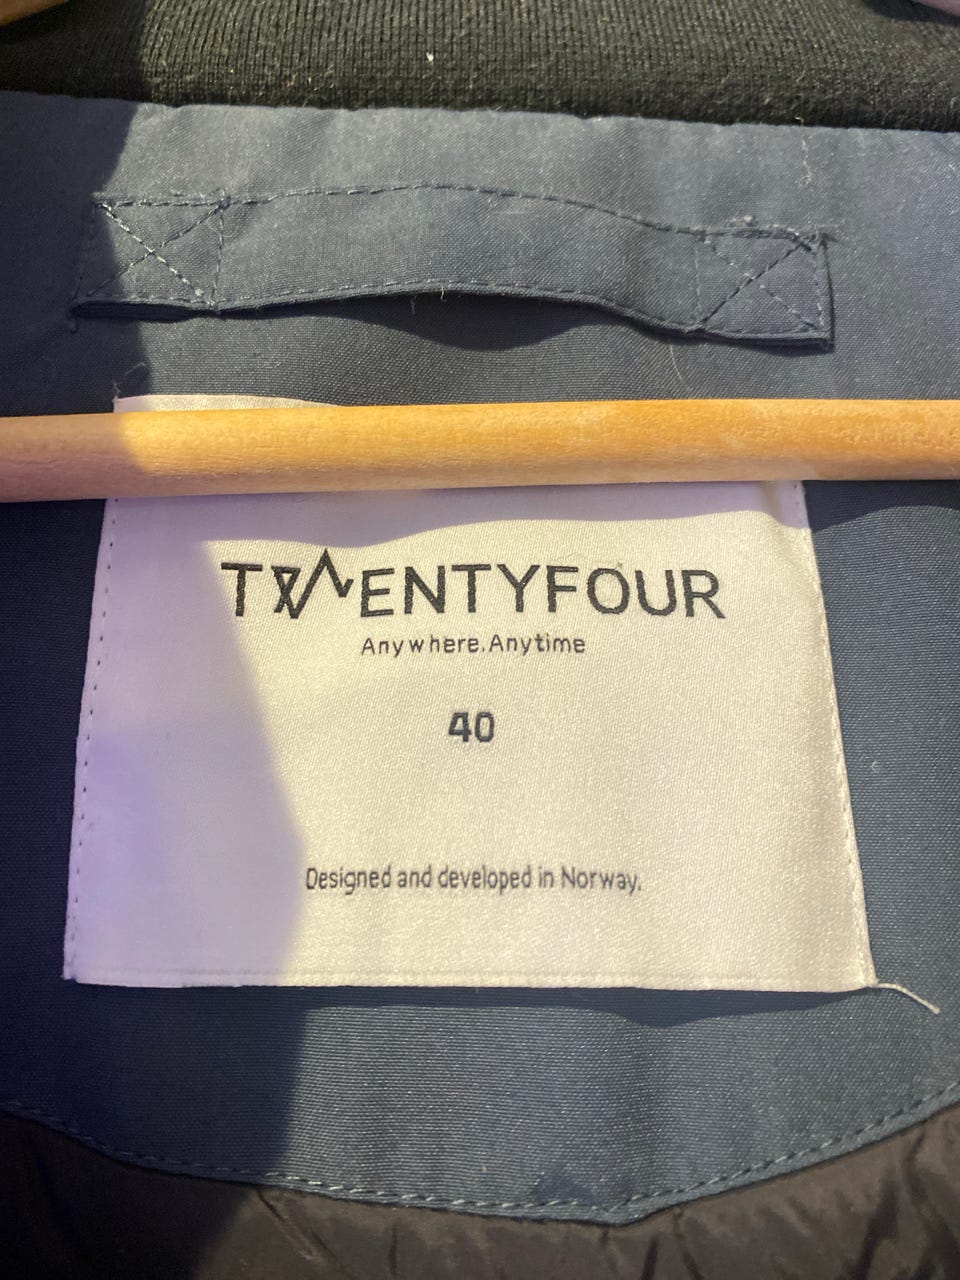 TWENTYFOUR
Anywhere.Anytime
40
Designed and developed in Norway.